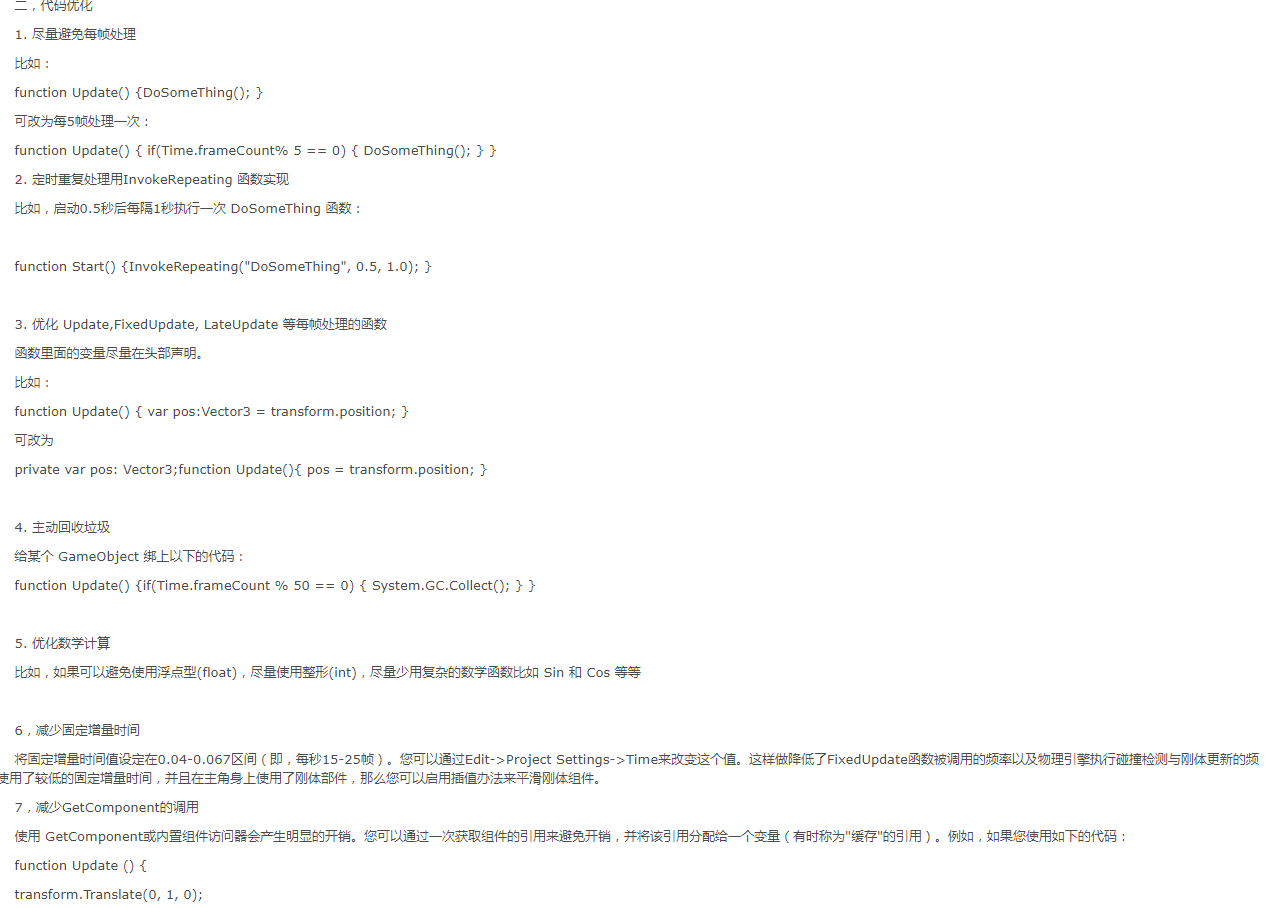 二，代码优化
1. 尽量避免每帧处理
比如：
function Update() {DoSomeThing(); }
可改为每5帧处理一次：
function Update() { if(Time.frameCount% 5 == 0) { DoSomeThing(); } }
2. 定时重复处理用InvokeRepeating 函数实现
比如，启动0.5秒后每隔1秒执行一次 DoSomeThing 函数：
function Start() {InvokeRepeating("DoSomeThing", 0.5, 1.0); }
3. 优化 Update,FixedUpdate, LateUpdate 等每帧处理的函数
函数里面的变量尽量在头部声明。
比如：
function Update() { var pos:Vector3 = transform.position; }
可改为
private var pos: Vector3;function Update(){ pos = transform.position; }
4. 主动回收垃圾
给某个 GameObject 绑上以下的代码：
function Update() {if(Time.frameCount % 50 == 0) { System.GC.Collect(); } }
5. 优化数学计算
比如，如果可以避免使用浮点型(float)，尽量使用整形(int)，尽量少用复杂的数学函数比如 Sin 和 Cos 等等
6，减少固定增量时间
将固定增量时间值设定在0.04-0.067区间（即，每秒15-25帧）。您可以通过Edit->Project Settings->Time来改变这个值。这样做降低了FixedUpdate函数被调用的频率以及物理引擎执行碰撞检测与刚体更新的频
使用了较低的固定增量时间，并且在主角身上使用了刚体部件，那么您可以启用插值办法来平滑刚体组件。
7，减少GetComponent的调用
使用 GetComponent或内置组件访问器会产生明显的开销。您可以通过一次获取组件的引用来避免开销，并将该引用分配给一个变量（有时称为"缓存"的引用）。例如，如果您使用如下的代码：
function Update () {
transform.Translate(0, 1, 0);